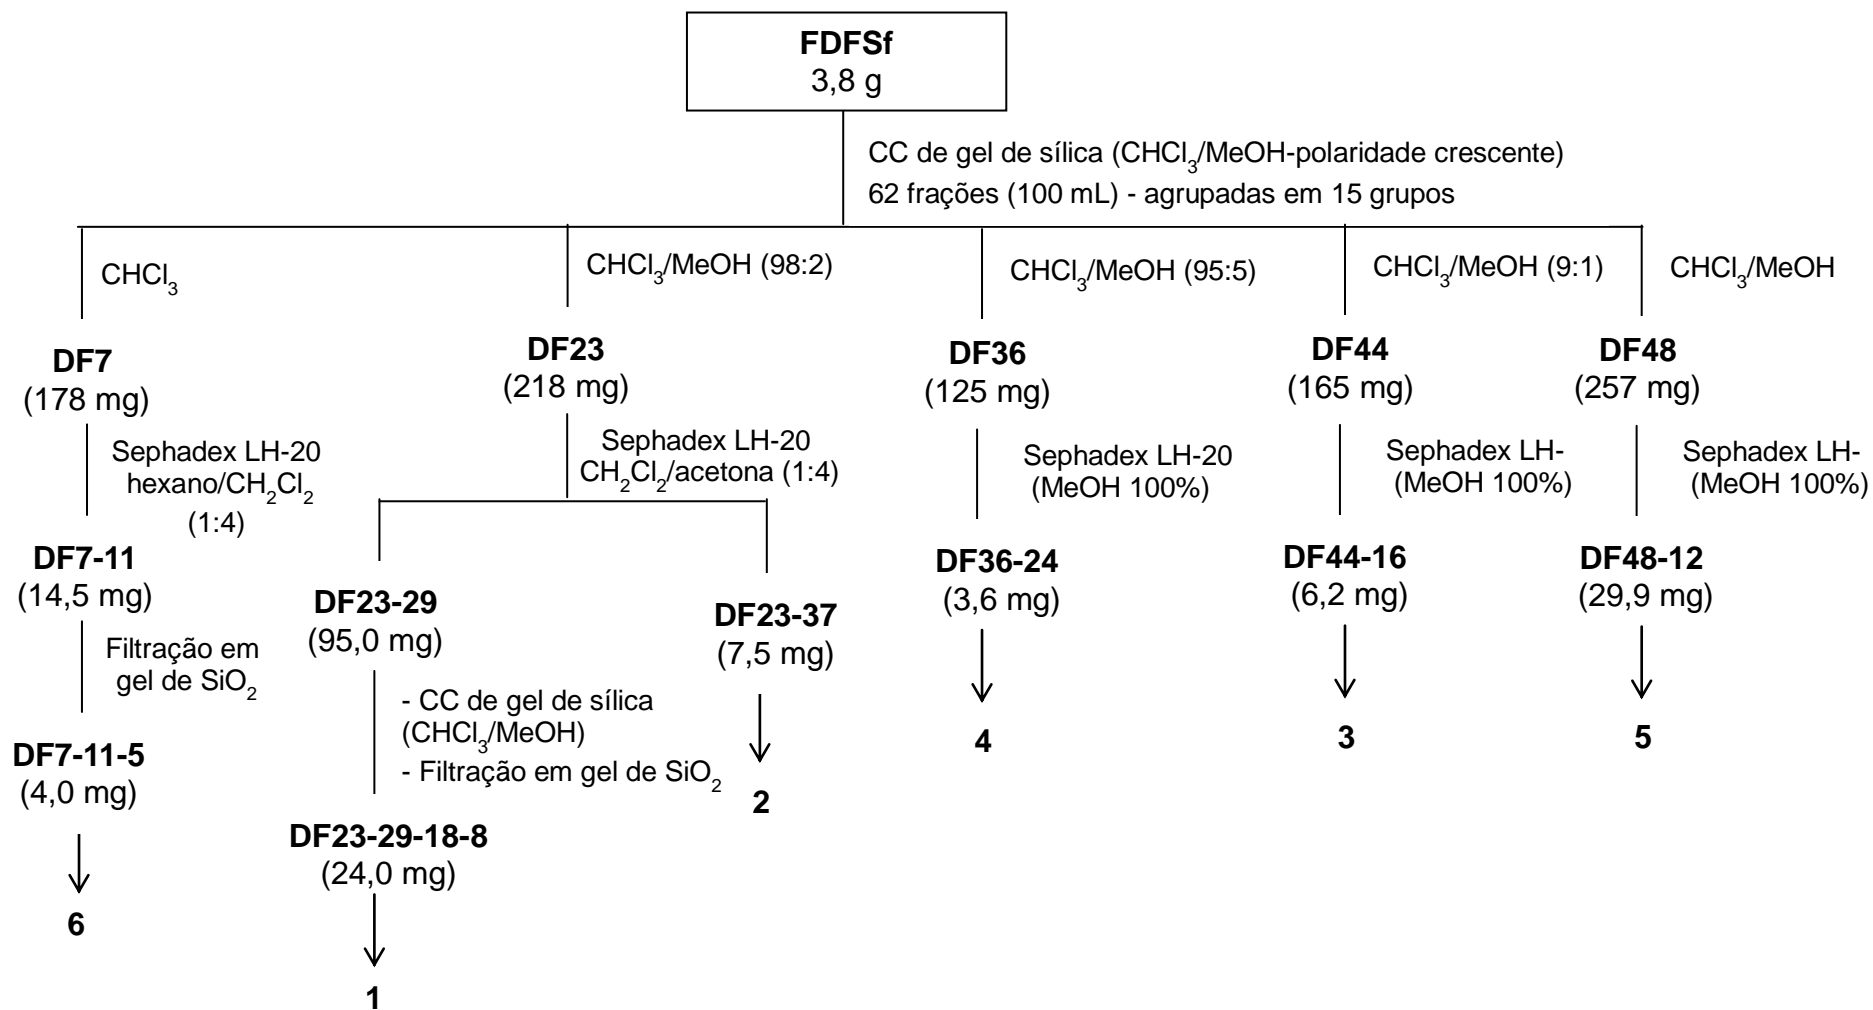 FDFSf
3,8 g
CC de gel de sílica (CHCl3/MeOH-polaridade crescente)
62 frações (100 mL) - agrupadas em 15 grupos
CHCl3
CHCl3/MeOH (98:2)
CHCl3/MeOH (95:5)
CHCl3/MeOH (9:1)
CHCl3/MeOH
DF7
(178 mg)
DF23
(218 mg)
DF36
(125 mg)
DF44
(165 mg)
DF48
(257 mg)
Sephadex LH-20
hexano/CH2Cl2
(1:4)
Sephadex LH-20
CH2Cl2/acetona (1:4)
Sephadex LH-20
(MeOH 100%)
Sephadex LH-
(MeOH 100%)
Sephadex LH-
(MeOH 100%)
DF7-11
(14,5 mg)
DF23-29
(95,0 mg)
DF23-37
(7,5 mg)
DF36-24
(3,6 mg)
DF44-16
(6,2 mg)
DF48-12
(29,9 mg)
Filtração em
gel de SiO2
- CC de gel de sílica
(CHCl3/MeOH)
- Filtração em gel de SiO2
2
4
3
5
DF7-11-5
(4,0 mg)
DF23-29-18-8
(24,0 mg)
6
1